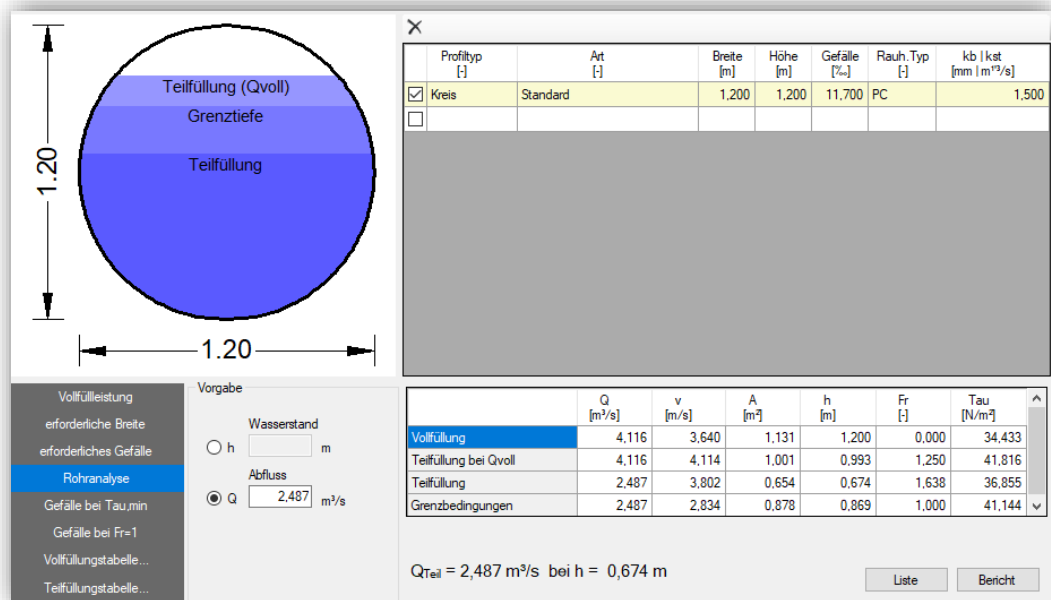 Teilfüllung (Qvoll)
Grenztiefe
Teilfüllung
1.20
1.20
Profiltyp Art Breite Höhe Gefälle Rauh.Typ kb | kst
[-] [-] [m] [m] [‰] [-] [mm | m¹'³/s]
Kreis Standard 1,200 1,200 11,700 PC 1,500
Vollfülleistung
erforderliche Breite
erforderliches Gefälle
Rohranalyse
Gefälle bei Tau,min
Gefälle bei Fr=1
Vollfüllungstabelle...
Teilfüllungstabelle...
Vorgabe
Wasserstand
h m
Abfluss
Q 2,487 m³/s
Q v A h Fr Tau
[m³/s] [m/s] [m²] [m] [-] [N/m²]
Vollfüllung 4,116 3,640 1,131 1,200 0,000 34,433
Teilfüllung bei Qvoll 4,116 4,114 1,001 0,993 1,250 41,816
Teilfüllung 2,487 3,802 0,654 0,674 1,638 36,855
Grenzbedingungen 2,487 2,834 0,878 0,869 1,000 41,144
QTeil = 2,487 m³/s bei h = 0,674 m
Liste Bericht